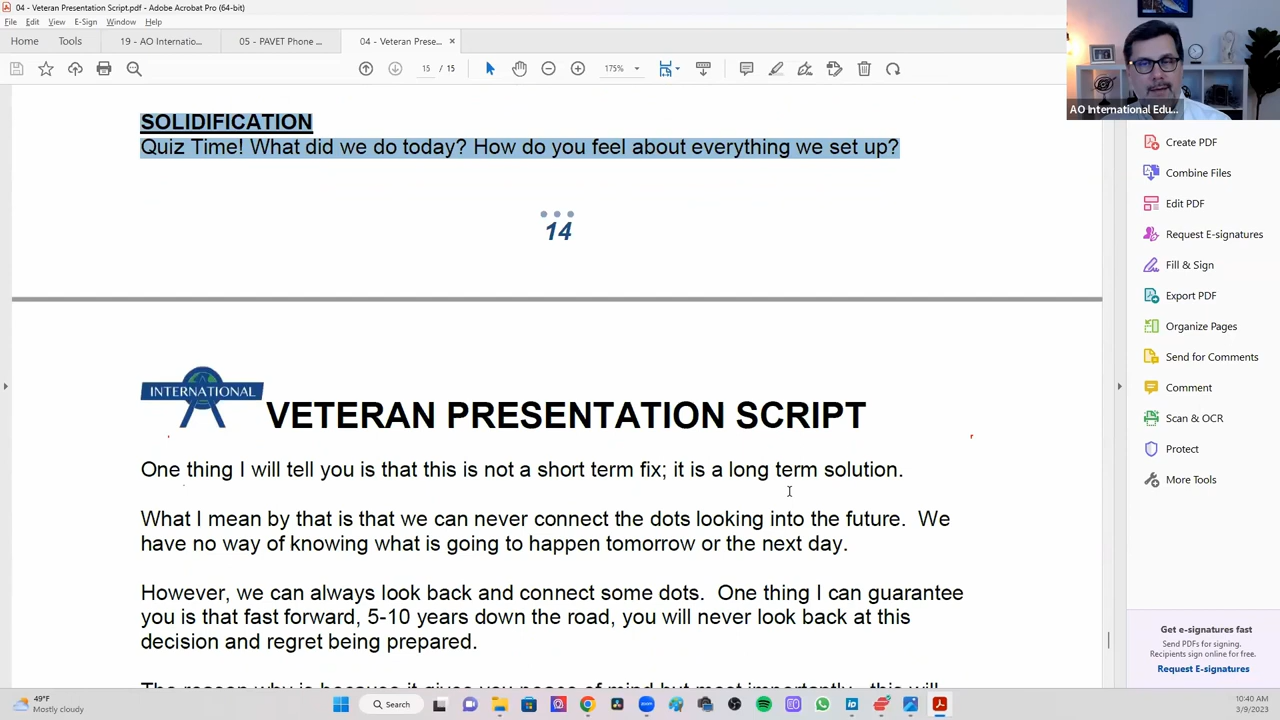 04 - Veteran Presentation Script.pdf - Adobe Acrobat Pro (64-bit)
File Edit View E-Sign Window Help
Home Tools 19 - AO Internatio... 05 - PAVET Phone ... 04 - Veteran Prese... ×
15 / 15 175%
AO International Edu...
SOLIDIFICATION
Quiz Time! What did we do today? How do you feel about everything we set up?
14
INTERNATIONAL
VETERAN PRESENTATION SCRIPT
One thing I will tell you is that this is not a short term fix; it is a long term solution.
What I mean by that is that we can never connect the dots looking into the future. We
have no way of knowing what is going to happen tomorrow or the next day.
However, we can always look back and connect some dots. One thing I can guarantee
you is that fast forward, 5-10 years down the road, you will never look back at this
decision and regret being prepared.
Create PDF
Combine Files
Edit PDF
Request E-signatures
Fill & Sign
Export PDF
Organize Pages
Send for Comments
Comment
Scan & OCR
Protect
More Tools
Get e-signatures fast
Send PDFs for signing.
Recipients sign online for free.
Request E-signatures
49°F
Mostly cloudy
Search
10:40 AM
3/9/2023